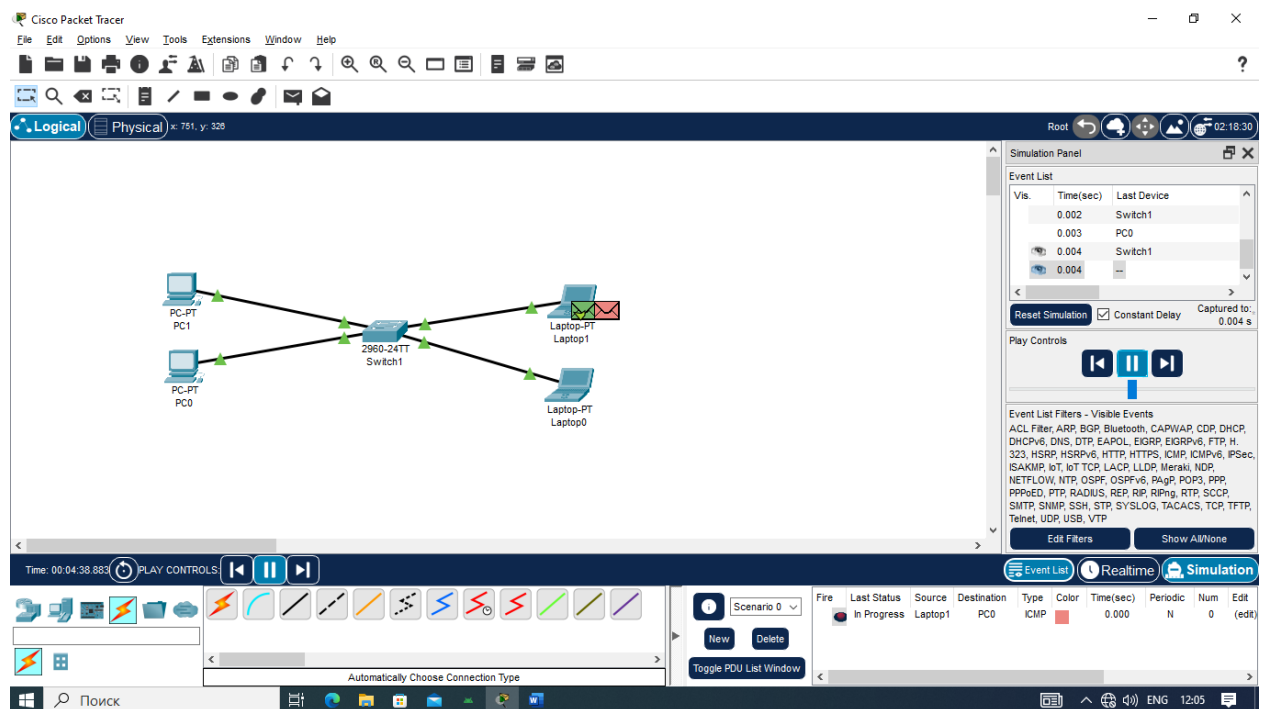 Cisco Packet Tracer
File Edit Options View Tools Extensions Window Help
?
Logical Physical x: 751, y: 326 Root 02:18:30
Simulation Panel
Event List
Vis. Time(sec) Last Device
0.002 Switch1
0.003 PC0
0.004 Switch1
0.004 --
Reset Simulation Constant Delay Captured to:
0.004 s
Play Controls
Event List Filters - Visible Events
ACL Filter, ARP, BGP, Bluetooth, CAPWAP, CDP, DHCP,
DHCPv6, DNS, DTP, EAPOL, EIGRP, EIGRPv6, FTP, H.
323, HSRP, HSRPv6, HTTP, HTTPS, ICMP, ICMPv6, IPSec,
ISAKMP, IoT, IoT TCP, LACP, LLDP, Meraki, NDP,
NETFLOW, NTP, OSPF, OSPFv6, PAgP, POP3, PPP,
PPPoED, PTP, RADIUS, REP, RIP, RIPng, RTP, SCCP,
SMTP, SNMP, SSH, STP, SYSLOG, TACACS, TCP, TFTP,
Telnet, UDP, USB, VTP
Edit Filters Show All/None
PC-PT
PC1
PC-PT
PC0
2960-24TT
Switch1
Laptop-PT
Laptop1
Laptop-PT
Laptop0
Time: 00:04:38.883 PLAY CONTROLS: Event List Realtime Simulation
Automatically Choose Connection Type
Scenario 0
New Delete
Toggle PDU List Window
Fire Last Status Source Destination Type Color Time(sec) Periodic Num Edit
In Progress Laptop1 PC0 ICMP 0.000 N 0 (edit)
Поиск ENG 12:05